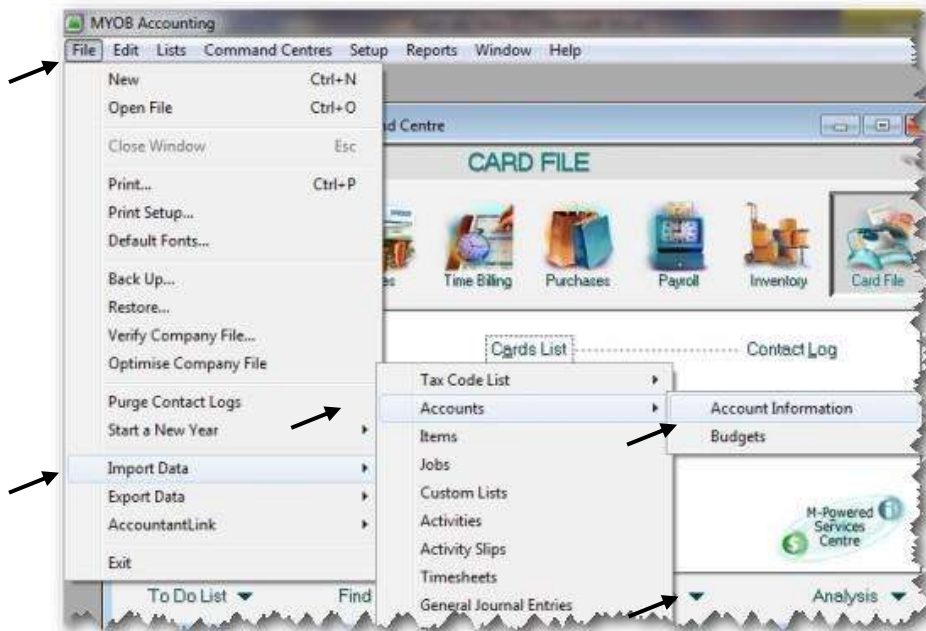 MYOB Accounting
File Edit Lists Command Centres Setup Reports Window Help
New Ctrl+N
Open File Ctrl+O
Close Window Esc
Print... Ctrl+P
Print Setup...
Default Fonts...
Back Up...
Restore...
Verify Company File...
Optimise Company File
Purge Contact Logs
Start a New Year
Import Data
Export Data
AccountantLink
Exit
nd Centre
CARD FILE
es Time Billing Purchases Payroll Inventory Card File
Cards List Contact Log
Tax Code List
Accounts
Items
Jobs
Custom Lists
Activities
Activity Slips
Timesheets
General Journal Entries
Account Information
Budgets
M-Powered
Services
Centre
To Do List Find Analysis